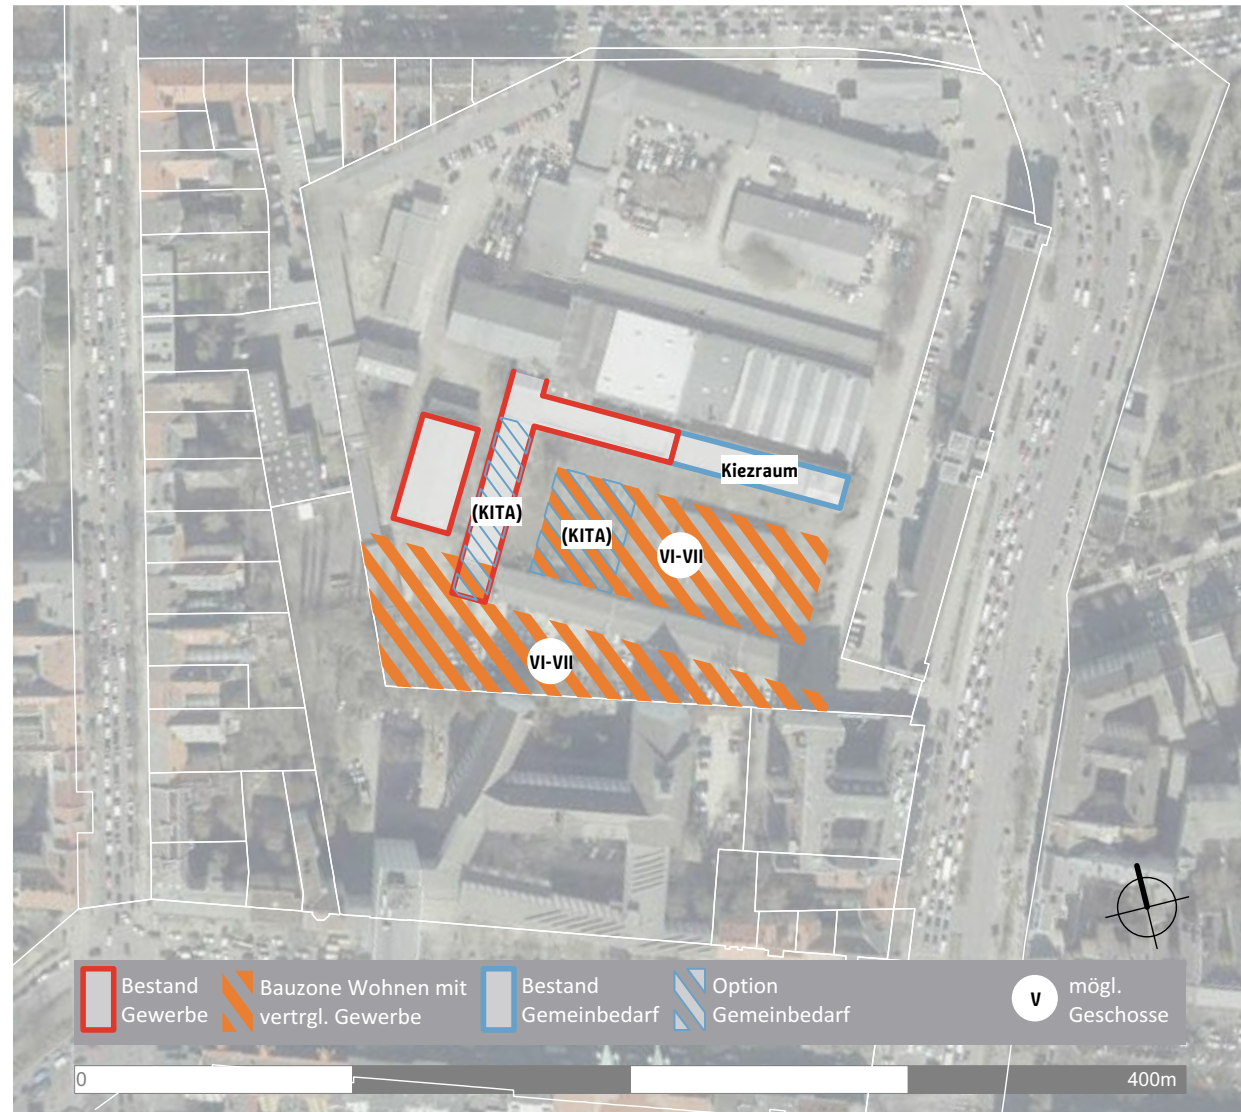 Kiezraum
(KITA)
(KITA)
VI-VII
VI-VII
Bestand
Gewerbe
Bauzone Wohnen mit
vertrgl. Gewerbe
Bestand
Gemeinbedarf
Option
Gemeinbedarf
V
mögl.
Geschosse
0
400m